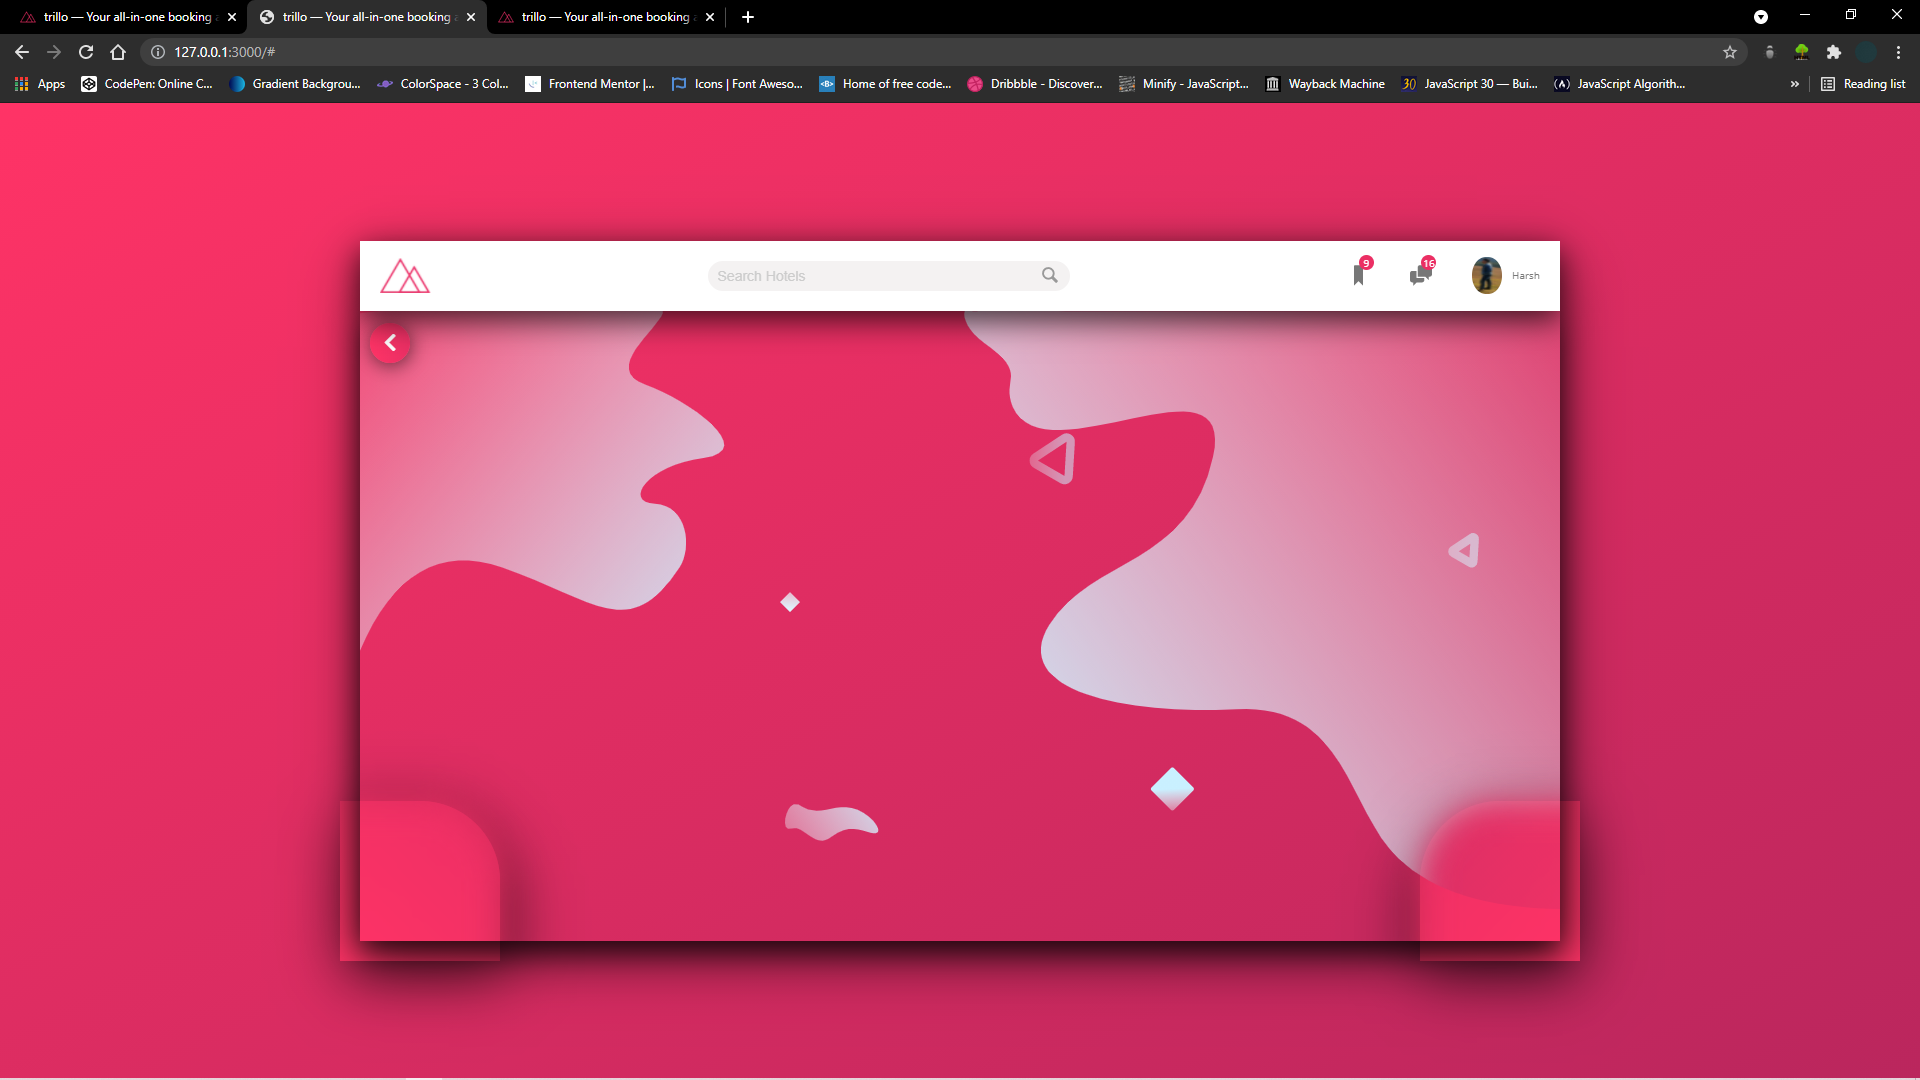 trillo — Your all-in-one booking
trillo — Your all-in-one booking
trillo — Your all-in-one booking
127.0.0.1:3000/#
Apps
CodePen: Online C...
Gradient Backgrou...
ColorSpace - 3 Col...
Frontend Mentor |...
Icons | Font Aweso...
<B>
Home of free code...
Dribbble - Discover...
Minify - JavaScript...
Wayback Machine
30
JavaScript 30 — Bui...
(A)
JavaScript Algorith...
»
Reading list
Search Hotels
9
16
Harsh